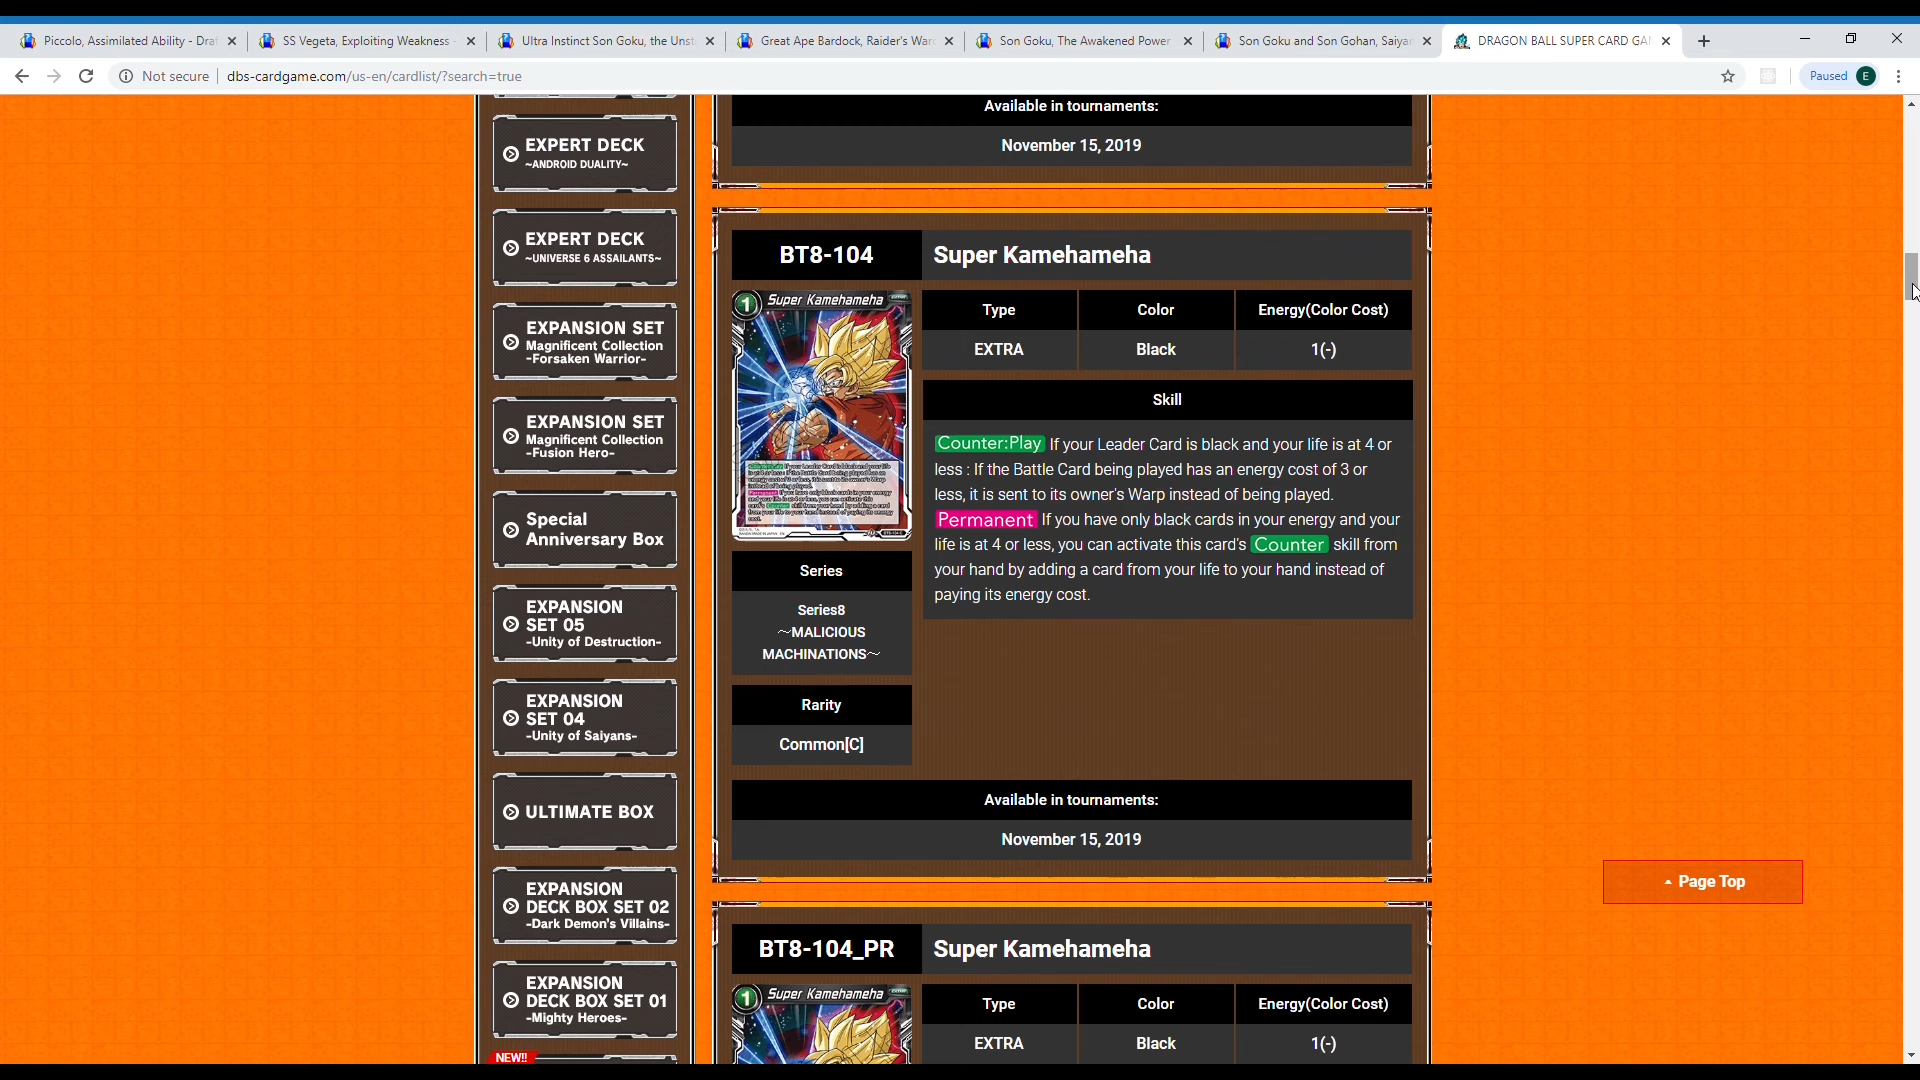 Piccolo, Assimilated Ability - Dra
SS Vegeta, Exploiting Weakness -
Ultra Instinct Son Goku, the Unst
Great Ape Bardock, Raider's Warc
Son Goku, The Awakened Power
Son Goku and Son Gohan, Saiyan
DRAGON BALL SUPER CARD GA
Not secure
dbs-cardgame.com/us-en/cardlist/?search=true
Paused
E
EXPERT DECK
~ANDROID DUALITY~
EXPERT DECK
~UNIVERSE 6 ASSAILANTS~
EXPANSION SET
Magnificent Collection
-Forsaken Warrior-
EXPANSION SET
Magnificent Collection
-Fusion Hero-
Special
Anniversary Box
EXPANSION
SET 05
-Unity of Destruction-
EXPANSION
SET 04
-Unity of Saiyans-
ULTIMATE BOX
EXPANSION
DECK BOX SET 02
-Dark Demon's Villains-
EXPANSION
DECK BOX SET 01
-Mighty Heroes-
NEW!!
Available in tournaments:
November 15, 2019
BT8-104
Super Kamehameha
1
Super Kamehameha
Type
Color
Energy(Color Cost)
EXTRA
Black
1(-)
Skill
Counter:Play If your Leader Card is black and your life is at 4 or
less : If the Battle Card being played has an energy cost of 3 or
less, it is sent to its owner's Warp instead of being played.
Permanent If you have only black cards in your energy and your
life is at 4 or less, you can activate this card's Counter skill from
your hand by adding a card from your life to your hand instead of
paying its energy cost.
Series
Series8
～MALICIOUS
MACHINATIONS～
Rarity
Common[C]
Available in tournaments:
November 15, 2019
Page Top
BT8-104_PR
Super Kamehameha
1
Super Kamehameha
Type
Color
Energy(Color Cost)
EXTRA
Black
1(-)